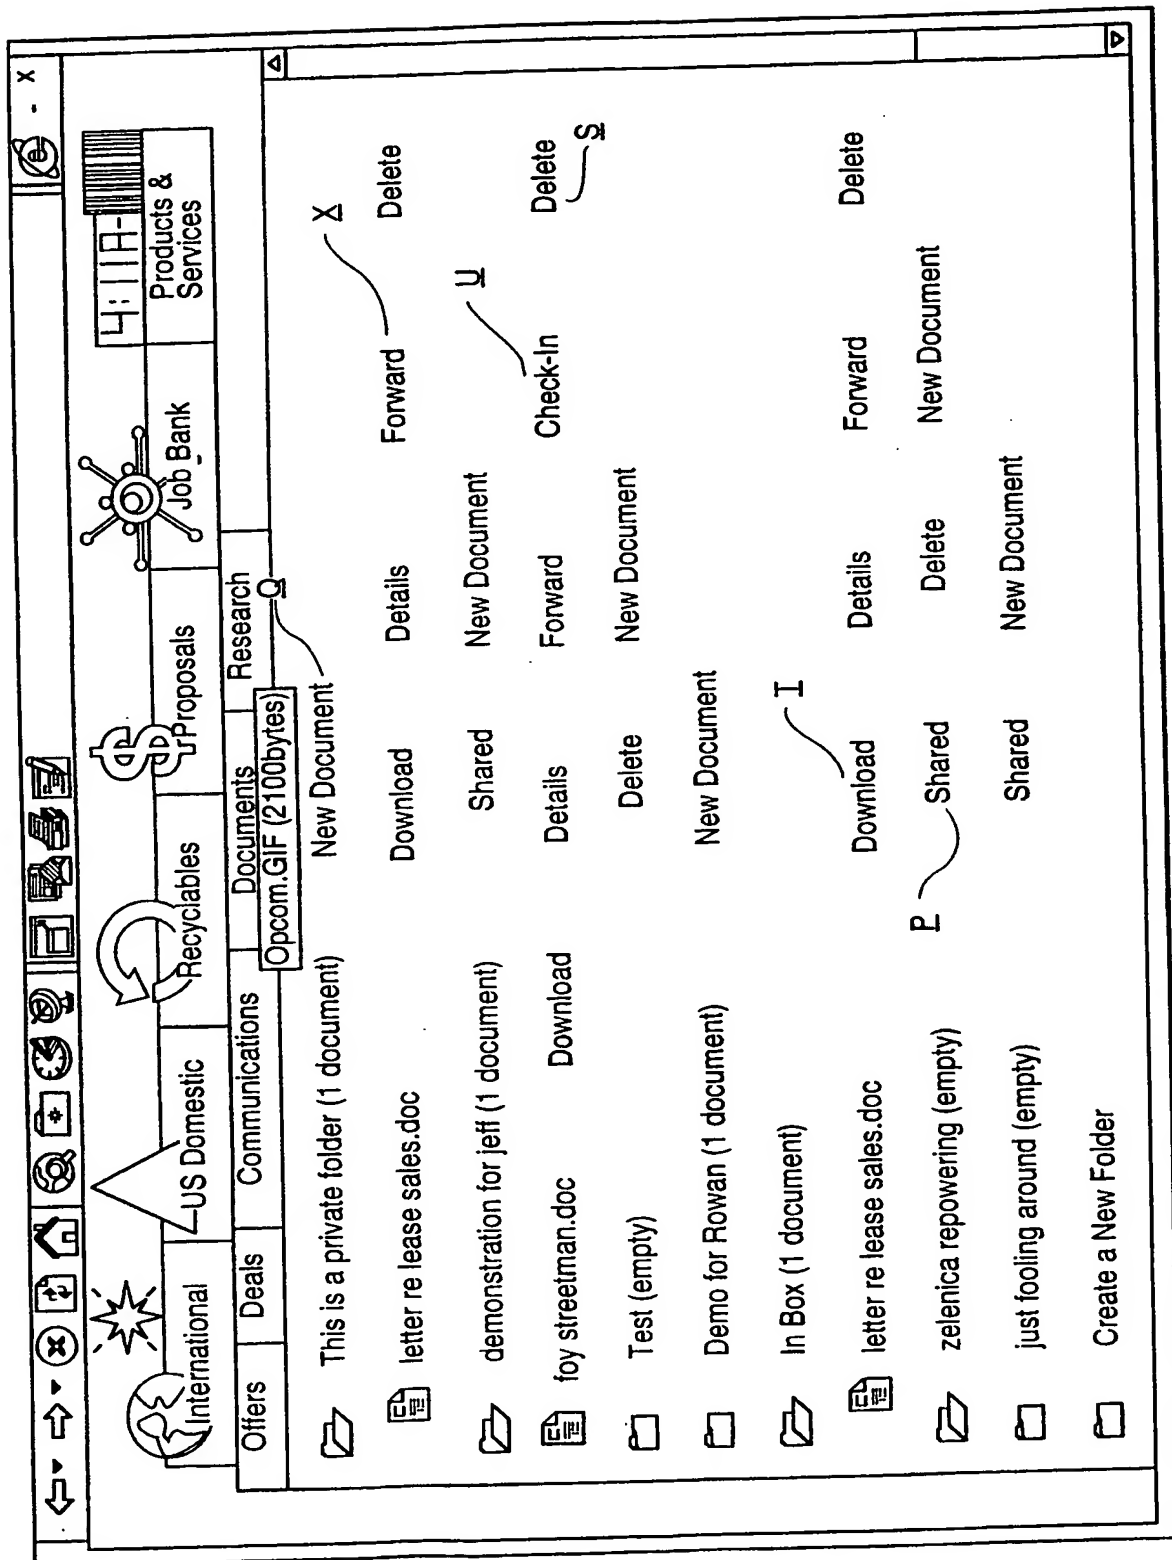 - X
4:11A-
International US Domestic Recyclables Proposals Job Bank Products & Services
Offers Deals Communications Documents Research
Opcom.GIF (2100bytes)
Q
This is a private folder (1 document) New Document
X
letter re lease sales.doc Download Details Forward Delete
U
demonstration for jeff (1 document) Shared New Document
foy streetman.doc Download Details Forward Check-In Delete
S
Test (empty) Delete New Document
Demo for Rowan (1 document) New Document
In Box (1 document)
I
letter re lease sales.doc Download Details Forward Delete
P
zelenica repowering (empty) Shared Delete New Document
just fooling around (empty) Shared New Document
Create a New Folder